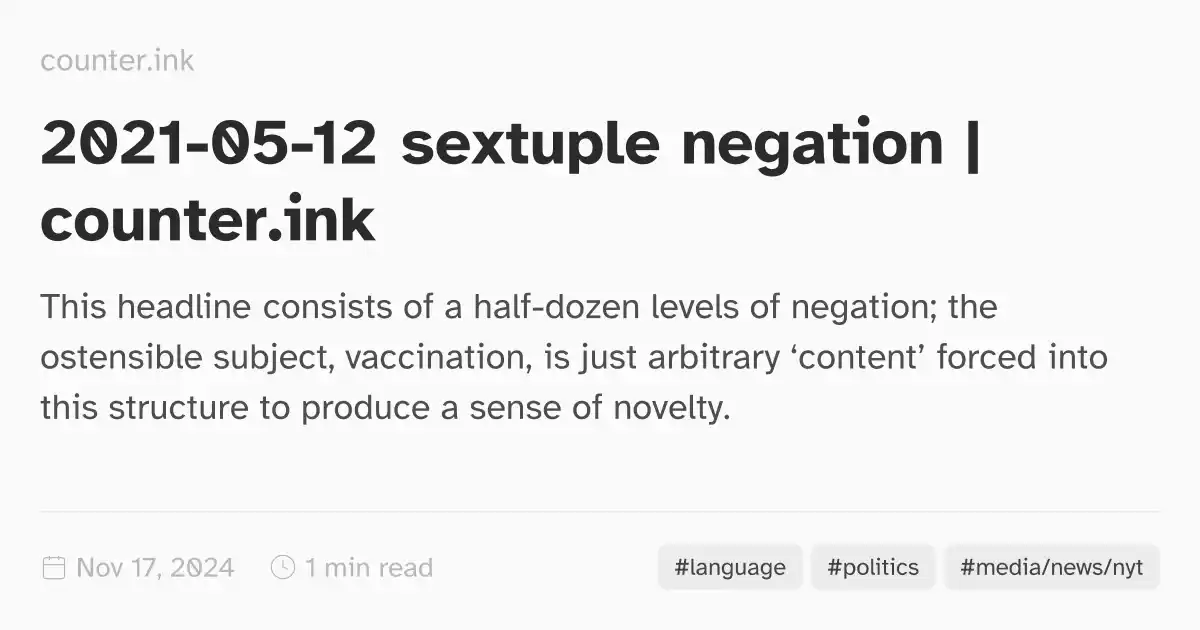 counter.ink
2021-05-12 sextuple negation |
counter.ink
This headline consists of a half-dozen levels of negation; the
ostensible subject, vaccination, is just arbitrary ‘content’ forced into
this structure to produce a sense of novelty.
Nov 17, 2024 1 min read #language #politics #media/news/nyt